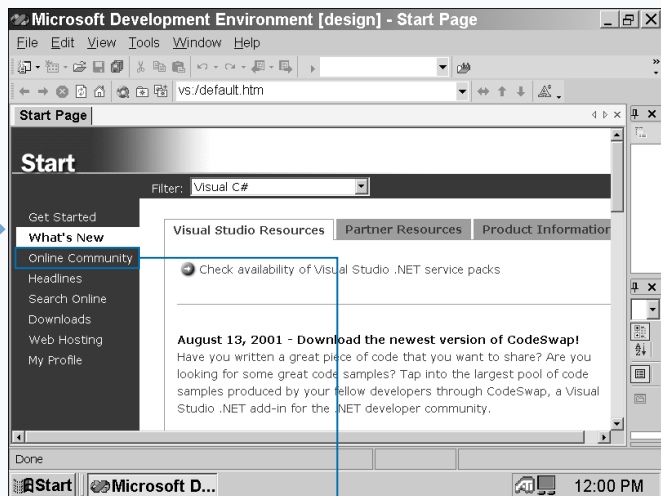 Microsoft Development Environment [design] - Start Page
File Edit View Tools Window Help
vs:/default.htm
Start Page
Start
Filter: Visual C#
Get Started
What's New
Online Community
Headlines
Search Online
Downloads
Web Hosting
My Profile
Visual Studio Resources Partner Resources Product Information
Check availability of Visual Studio .NET service packs
August 13, 2001 - Download the newest version of CodeSwap!
Have you written a great piece of code that you want to share? Are you
looking for some great code samples? Tap into the largest pool of code
samples produced by your fellow developers through CodeSwap, a Visual
Studio .NET add-in for the .NET developer community.
Done
Start Microsoft D... 12:00 PM